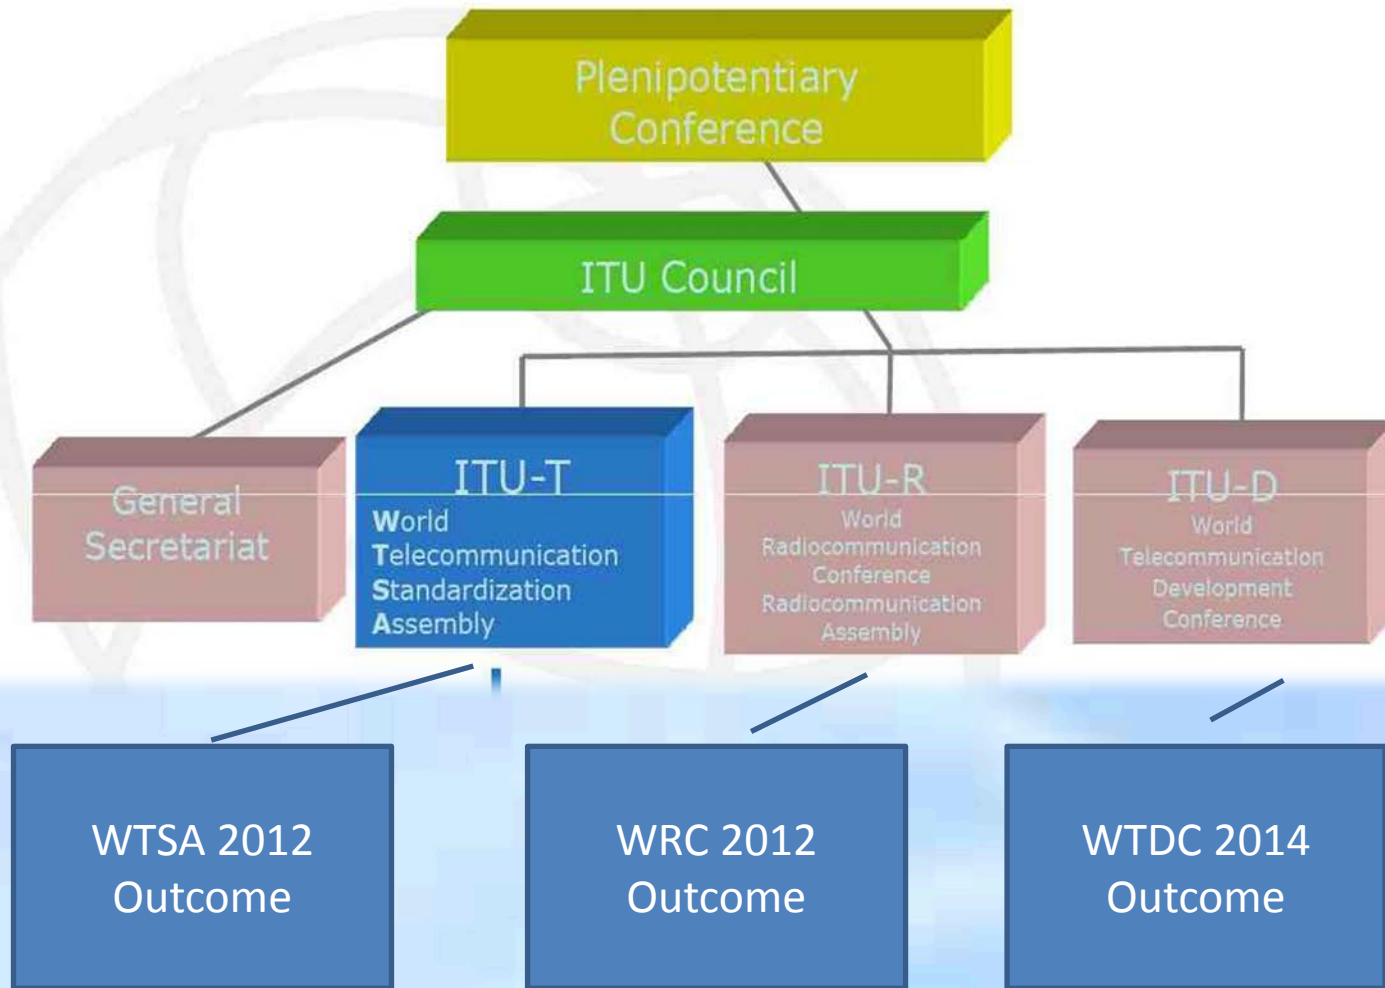 Plenipotentiary
Conference
ITU Council
General
Secretariat
ITU-T
World
Telecommunication
Standardization
Assembly
ITU-R
World
Radiocommunication
Conference
Radiocommunication
Assembly
ITU-D
World
Telecommunication
Development
Conference
WTSA 2012
Outcome
WRC 2012
Outcome
WTDC 2014
Outcome